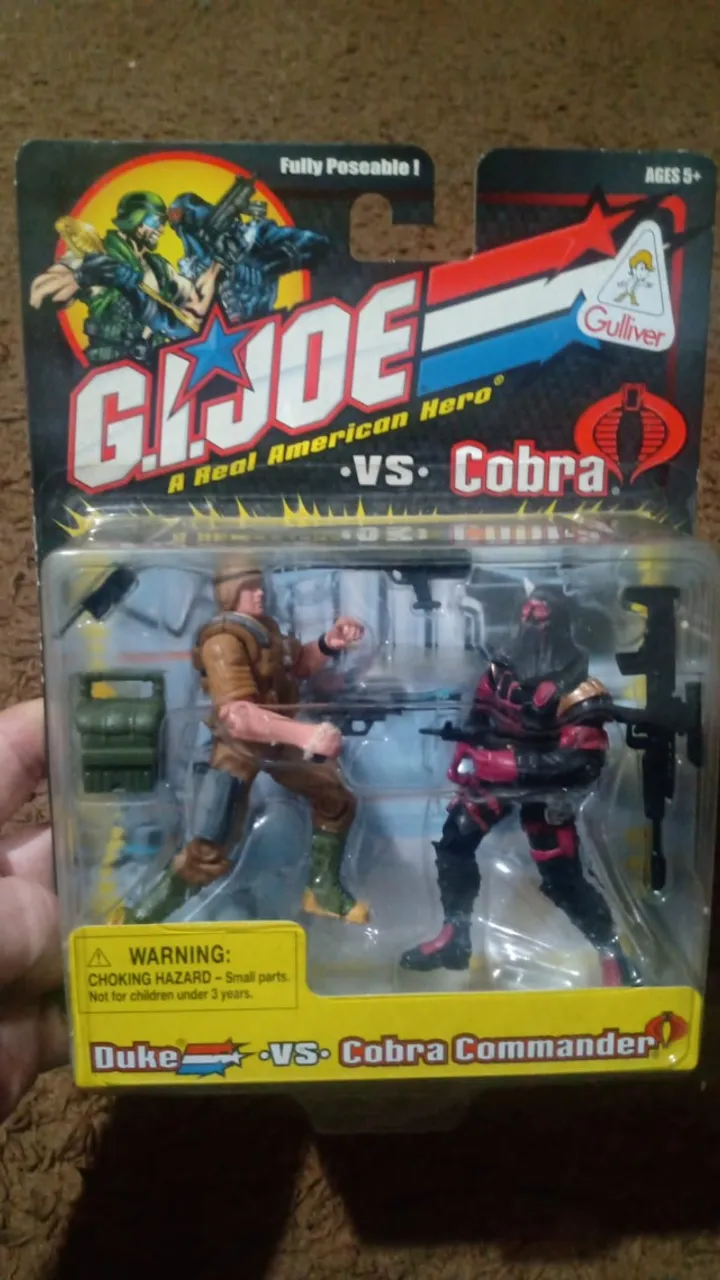 Fully Poseable !
AGES 5+
Gulliver
G.I. JOE
A Real American Hero®
·VS· Cobra®
⚠ WARNING:
CHOKING HAZARD – Small parts.
Not for children under 3 years.
Duke ·VS· Cobra Commander